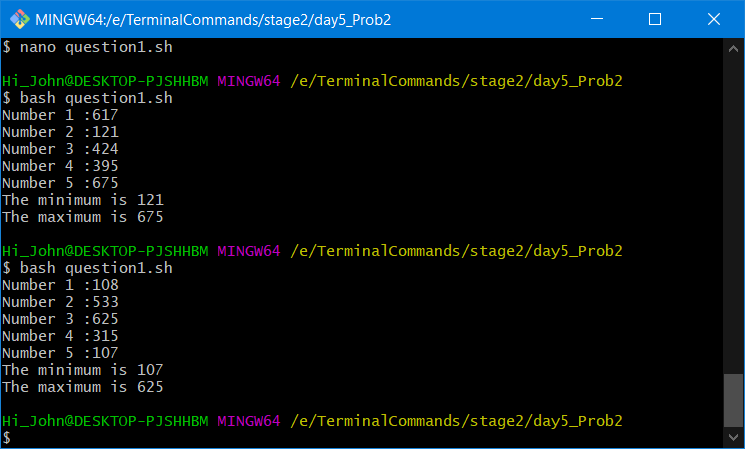 MINGW64:/e/TerminalCommands/stage2/day5_Prob2
$ nano question1.sh
Hi_John@DESKTOP-PJSHHBM MINGW64 /e/TerminalCommands/stage2/day5_Prob2
$ bash question1.sh
Number 1 :617
Number 2 :121
Number 3 :424
Number 4 :395
Number 5 :675
The minimum is 121
The maximum is 675
Hi_John@DESKTOP-PJSHHBM MINGW64 /e/TerminalCommands/stage2/day5_Prob2
$ bash question1.sh
Number 1 :108
Number 2 :533
Number 3 :625
Number 4 :315
Number 5 :107
The minimum is 107
The maximum is 625
Hi_John@DESKTOP-PJSHHBM MINGW64 /e/TerminalCommands/stage2/day5_Prob2
$